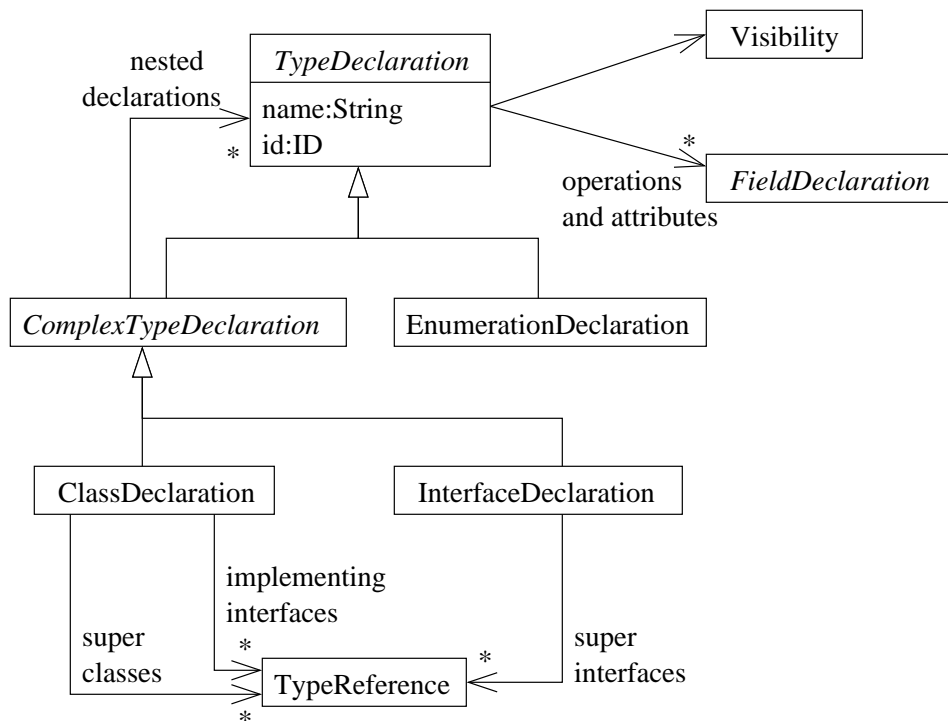 Visibility
TypeDeclaration
nested
declarations
name:String
id:ID
*
*
FieldDeclaration
operations
and attributes
ComplexTypeDeclaration
EnumerationDeclaration
ClassDeclaration
InterfaceDeclaration
implementing
interfaces
super
classes
*
*
super
interfaces
TypeReference
*